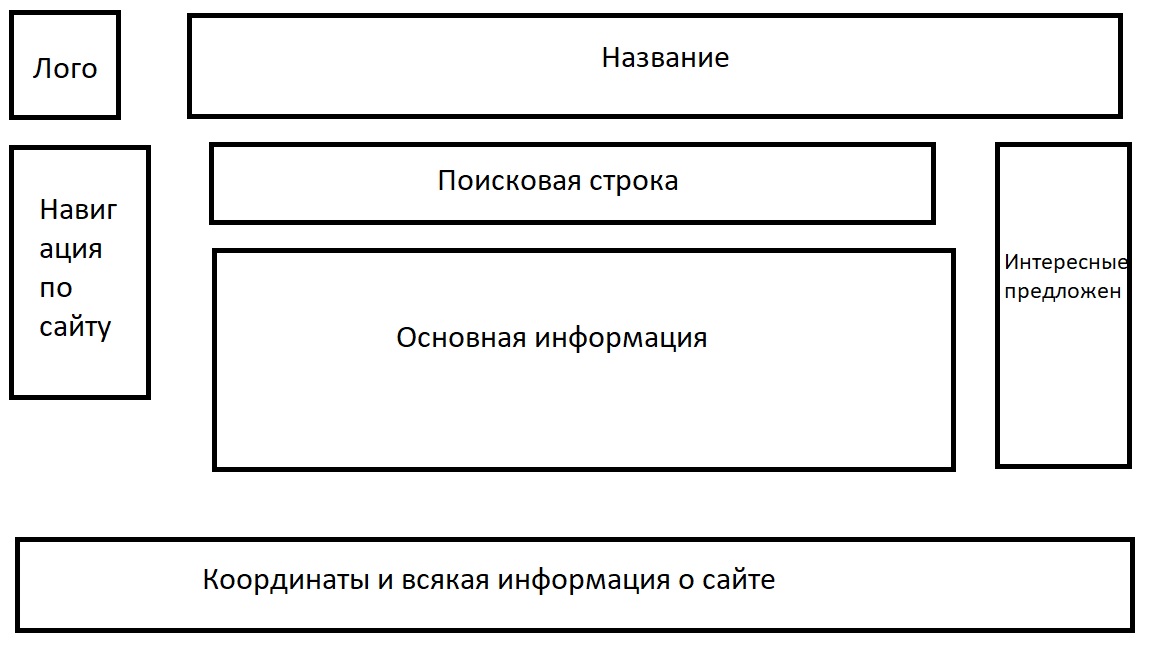 Лого
Название
Навиг
ация
по
сайту
Поисковая строка
Основная информация
Интересные
предложен
Координаты и всякая информация о сайте